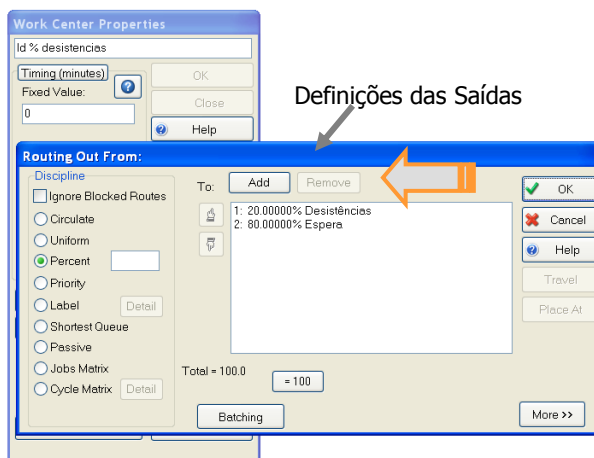 Work Center Properties
Id % desistencias
Timing (minutes)
Fixed Value:
0
OK
Close
Help
Definições das Saídas
Routing Out From:
Discipline
Ignore Blocked Routes
Circulate
Uniform
Percent
Priority
Label
Detail
Shortest Queue
Passive
Jobs Matrix
Cycle Matrix
Detail
To:
Add
Remove
1: 20.00000% Desistências
2: 80.00000% Espera
Total = 100.0
= 100
Batching
OK
Cancel
Help
Travel
Place At
More >>